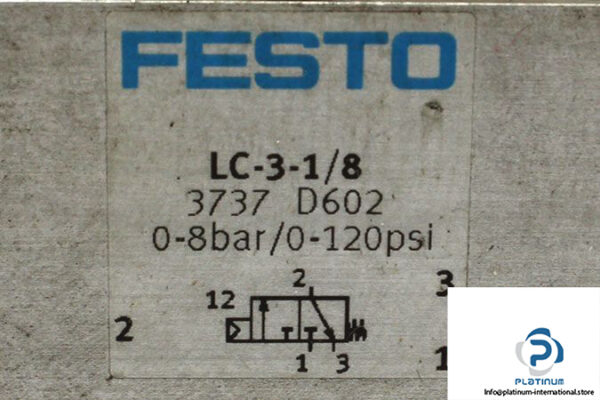 FESTO
LC-3-1/8
3737 D602
0-8bar/0-120psi
2
12
3
2
1
1 3
PLATINUM
Info@platinum-international.store